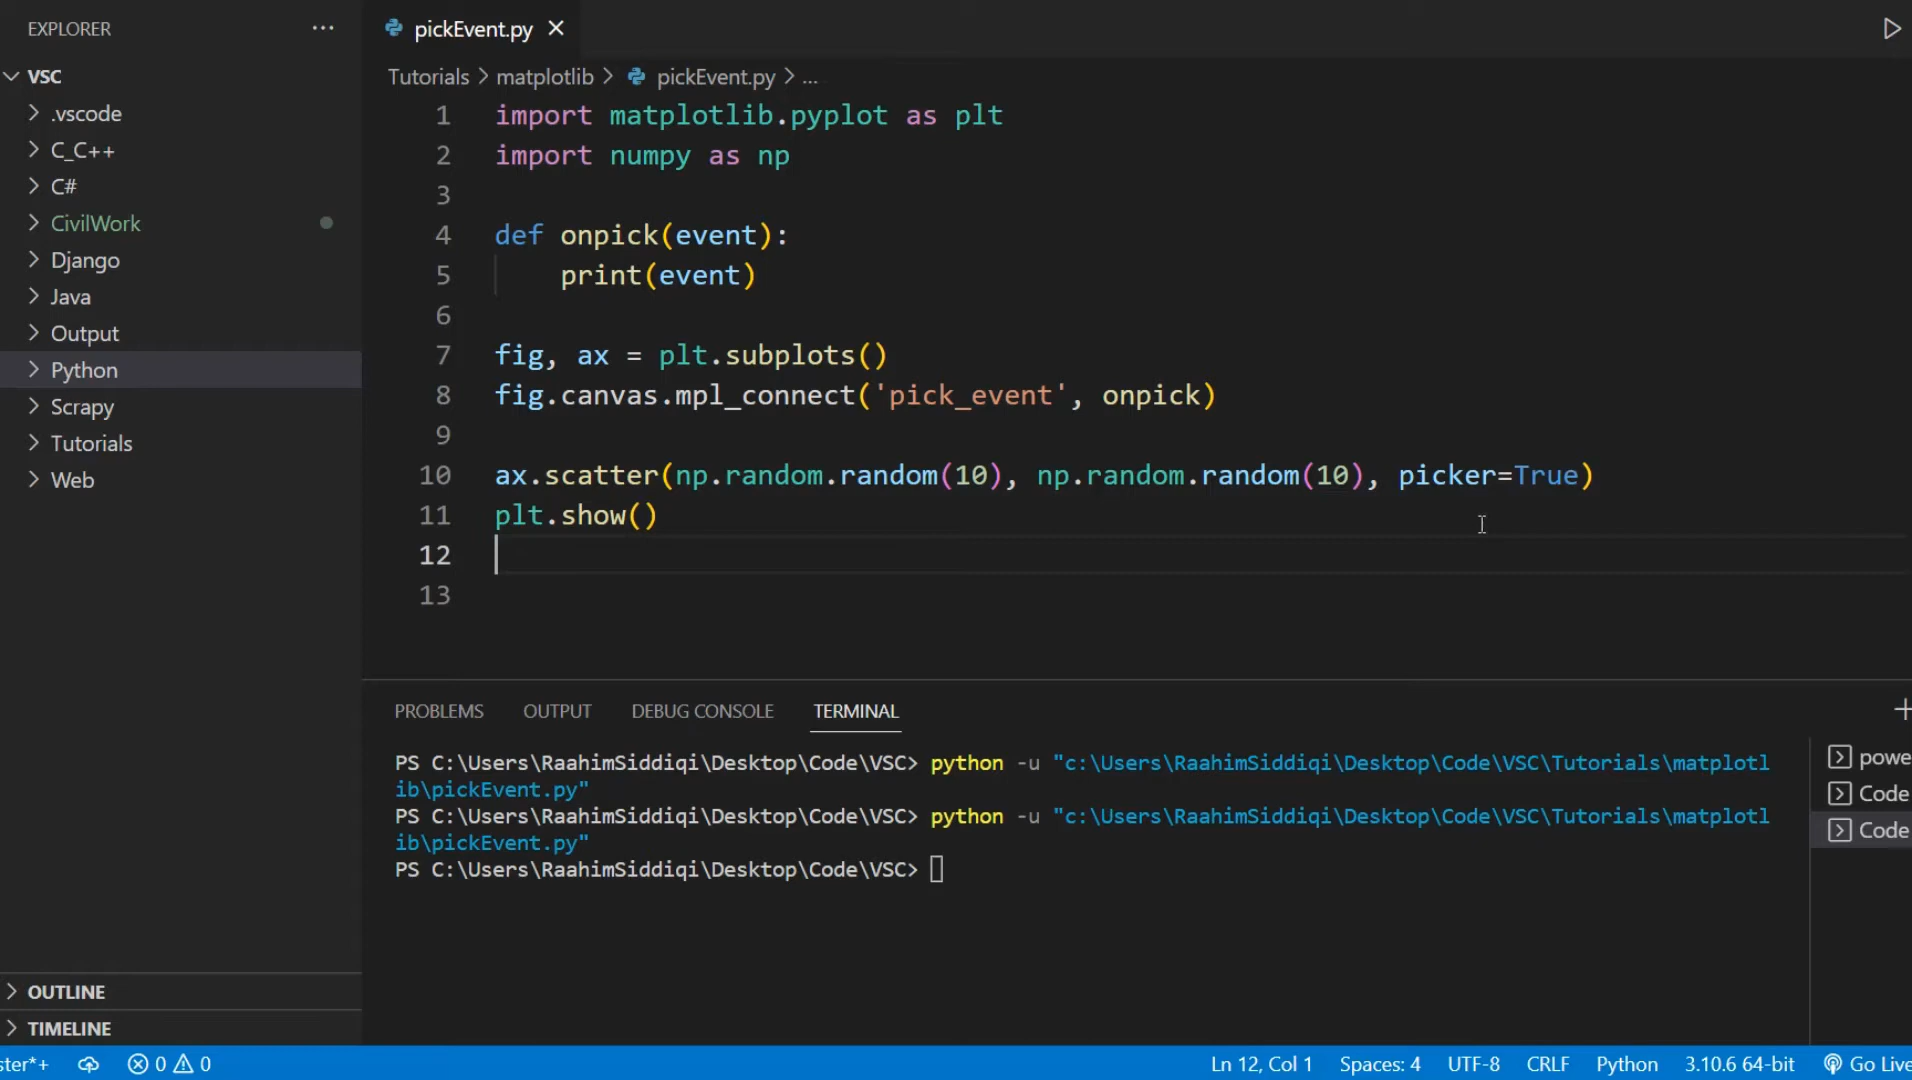 EXPLORER ...
pickEvent.py
VSC
.vscode
C_C++
C#
CivilWork
Django
Java
Output
Python
Scrapy
Tutorials
Web
OUTLINE
TIMELINE
Tutorials > matplotlib > pickEvent.py > ...
1 import matplotlib.pyplot as plt
2 import numpy as np
3
4 def onpick(event):
5     print(event)
6
7 fig, ax = plt.subplots()
8 fig.canvas.mpl_connect('pick_event', onpick)
9
10 ax.scatter(np.random.random(10), np.random.random(10), picker=True)
11 plt.show()
12
13
PROBLEMS OUTPUT DEBUG CONSOLE TERMINAL
PS C:\Users\RaahimSiddiqi\Desktop\Code\VSC> python -u "c:\Users\RaahimSiddiqi\Desktop\Code\VSC\Tutorials\matplotl
ib\pickEvent.py"
PS C:\Users\RaahimSiddiqi\Desktop\Code\VSC> python -u "c:\Users\RaahimSiddiqi\Desktop\Code\VSC\Tutorials\matplotl
ib\pickEvent.py"
PS C:\Users\RaahimSiddiqi\Desktop\Code\VSC>
powe
Code
Code
ster*+ 0 0 Ln 12, Col 1 Spaces: 4 UTF-8 CRLF Python 3.10.6 64-bit Go Live